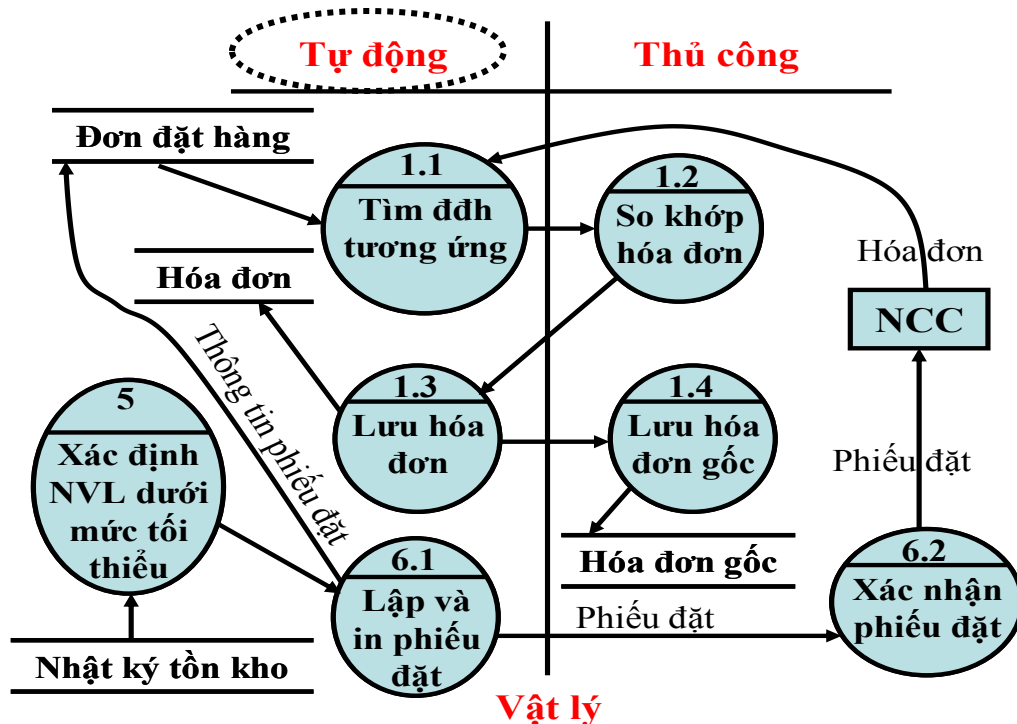 Tự động
Thủ công
Đơn đặt hàng
1.1
Tìm đđh
tương ứng
1.2
So khớp
hóa đơn
Hóa đơn
Hóa đơn
NCC
Thông tin phiếu đặt
1.3
Lưu hóa
đơn
1.4
Lưu hóa
đơn gốc
5
Xác định
NVL dưới
mức tối
thiểu
Phiếu đặt
Hóa đơn gốc
6.1
Lập và
in phiếu
đặt
Phiếu đặt
6.2
Xác nhận
phiếu đặt
Nhật ký tồn kho
Vật lý